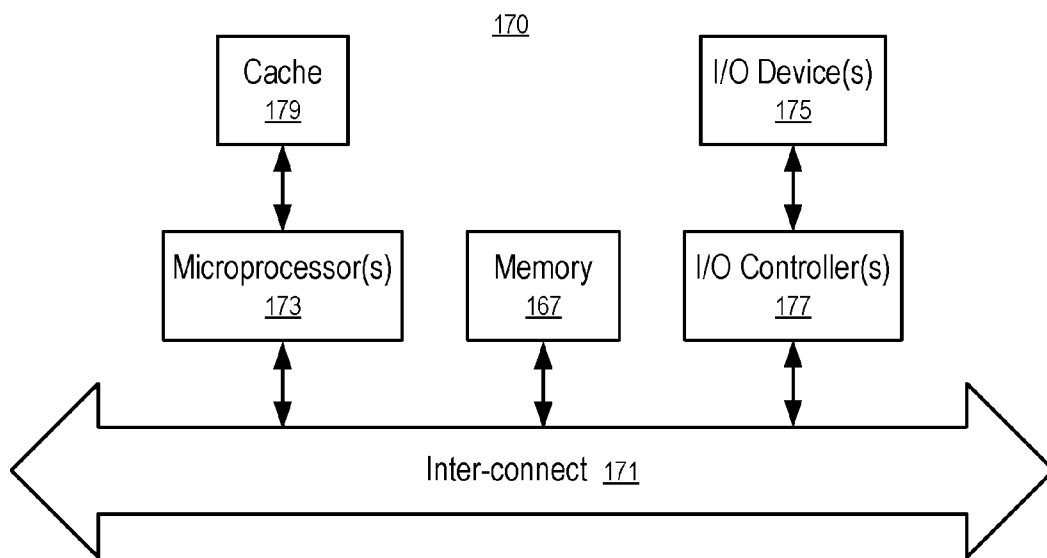 170
Cache
179
I/O Device(s)
175
Microprocessor(s)
173
Memory
167
I/O Controller(s)
177
Inter-connect 171